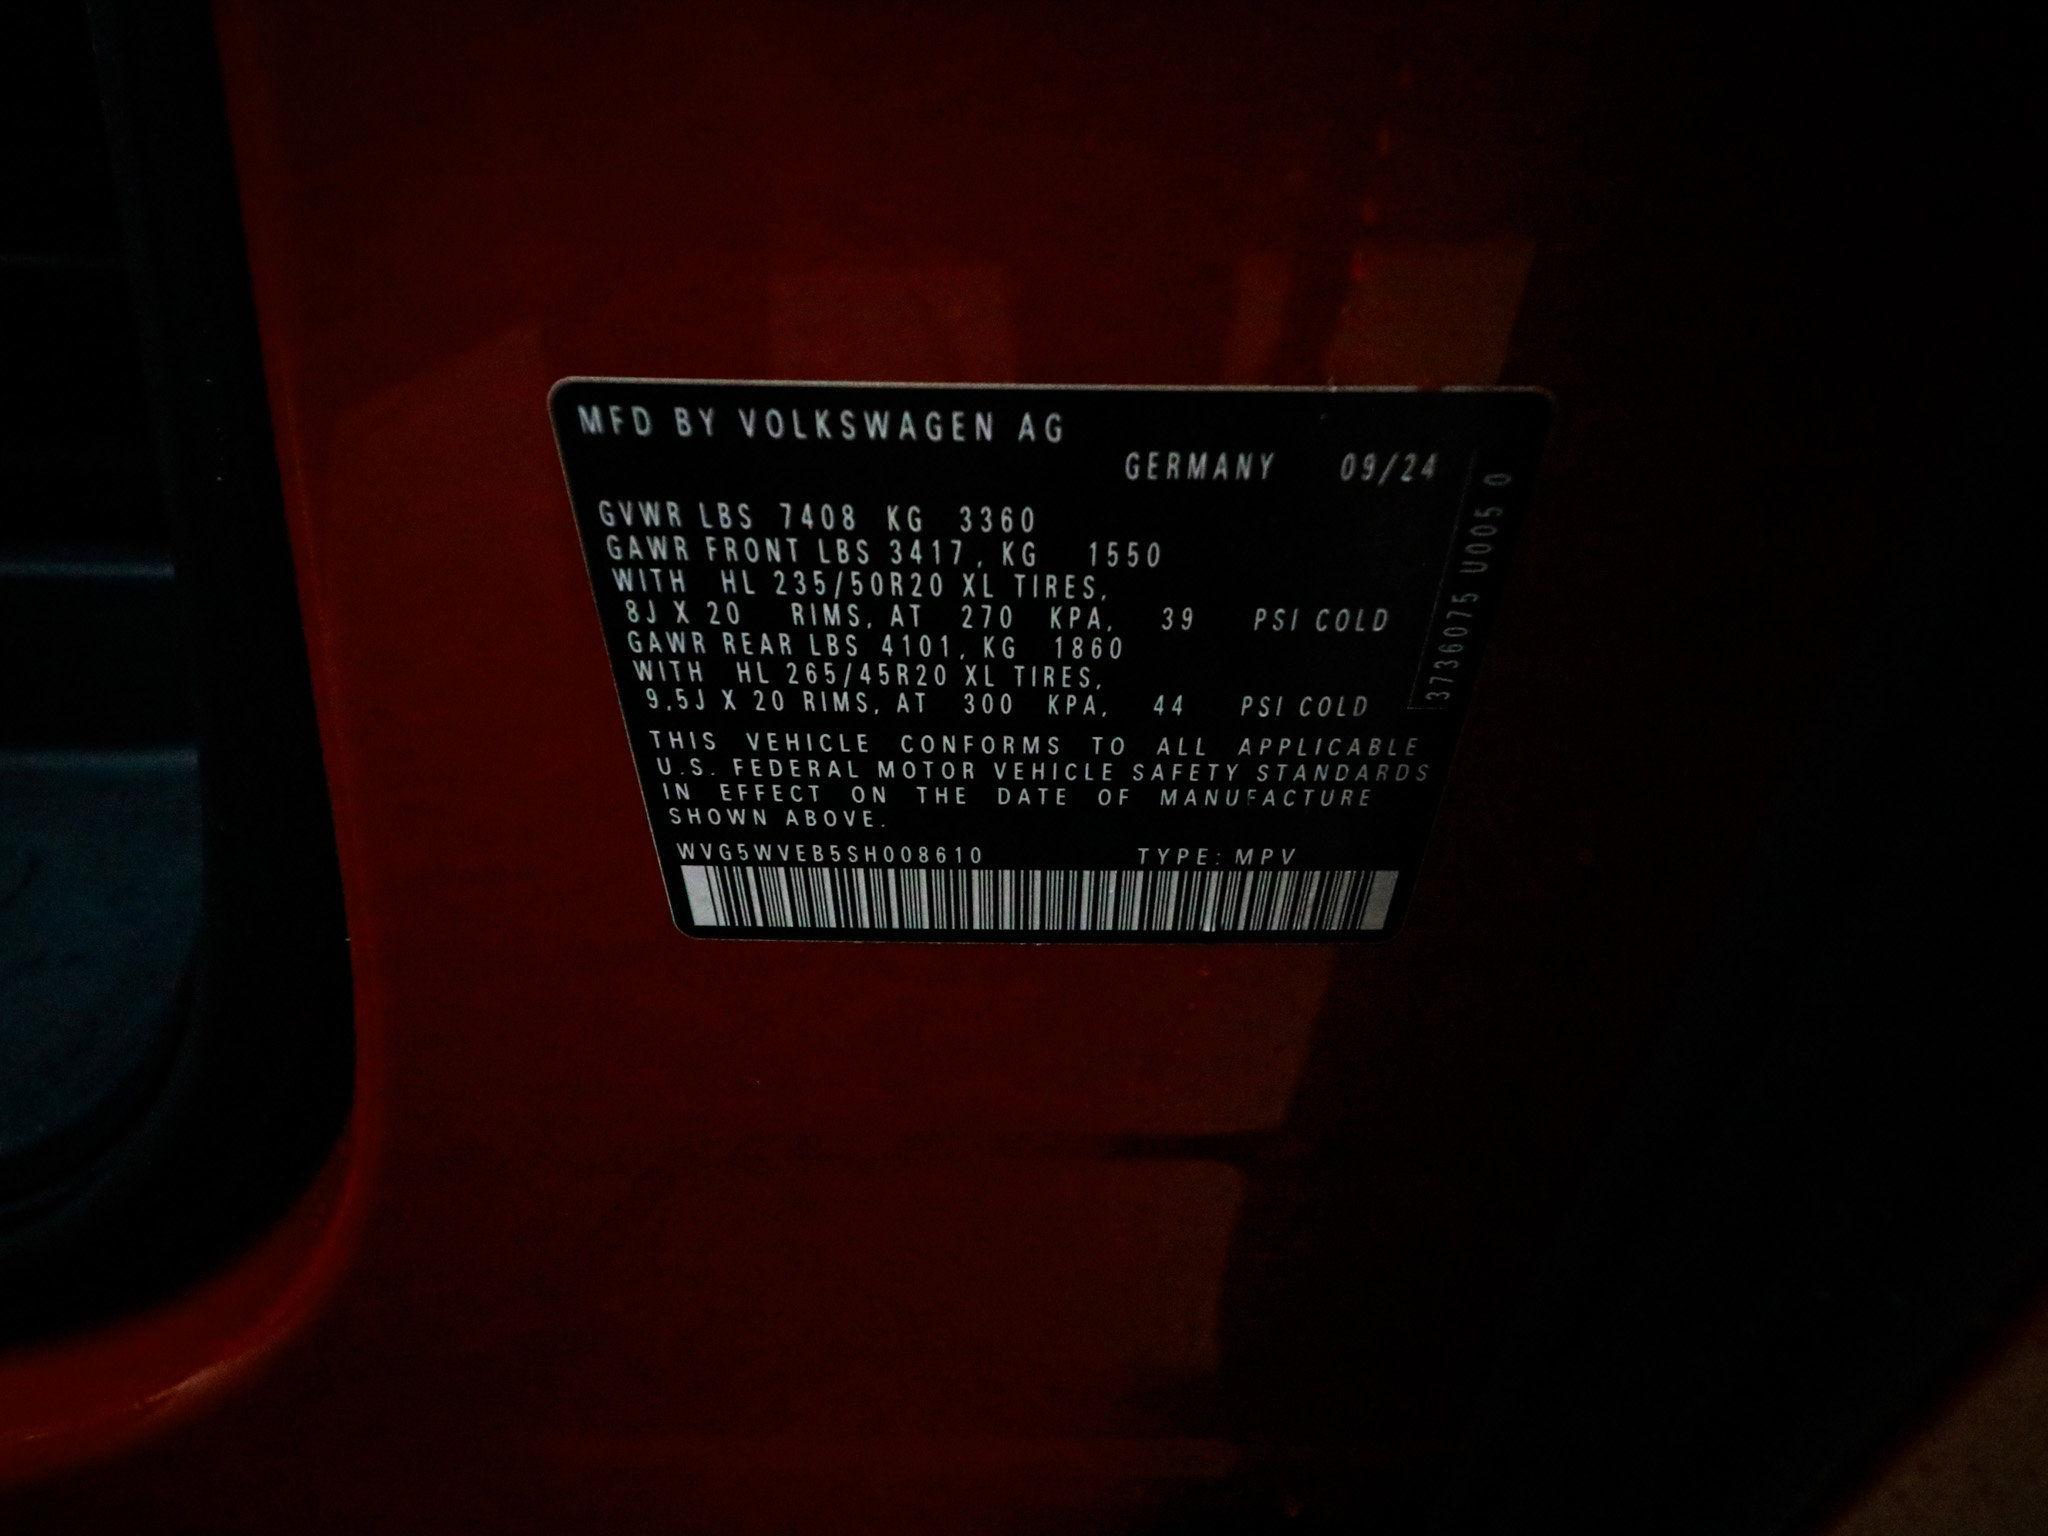 MFD BY VOLKSWAGEN AG
GERMANY 09/24
GVWR LBS 7408 KG 3360
GAWR FRONT LBS 3417, KG 1550
WITH HL 235/50R20 XL TIRES,
8J X 20 RIMS, AT 270 KPA, 39 PSI COLD
GAWR REAR LBS 4101, KG 1860
WITH HL 265/45R20 XL TIRES,
9,5J X 20 RIMS, AT 300 KPA, 44 PSI COLD
THIS VEHICLE CONFORMS TO ALL APPLICABLE
U.S. FEDERAL MOTOR VEHICLE SAFETY STANDARDS
IN EFFECT ON THE DATE OF MANUFACTURE
SHOWN ABOVE.
WVG5WVEB5SH008610 TYPE: MPV
3736075 U005 0